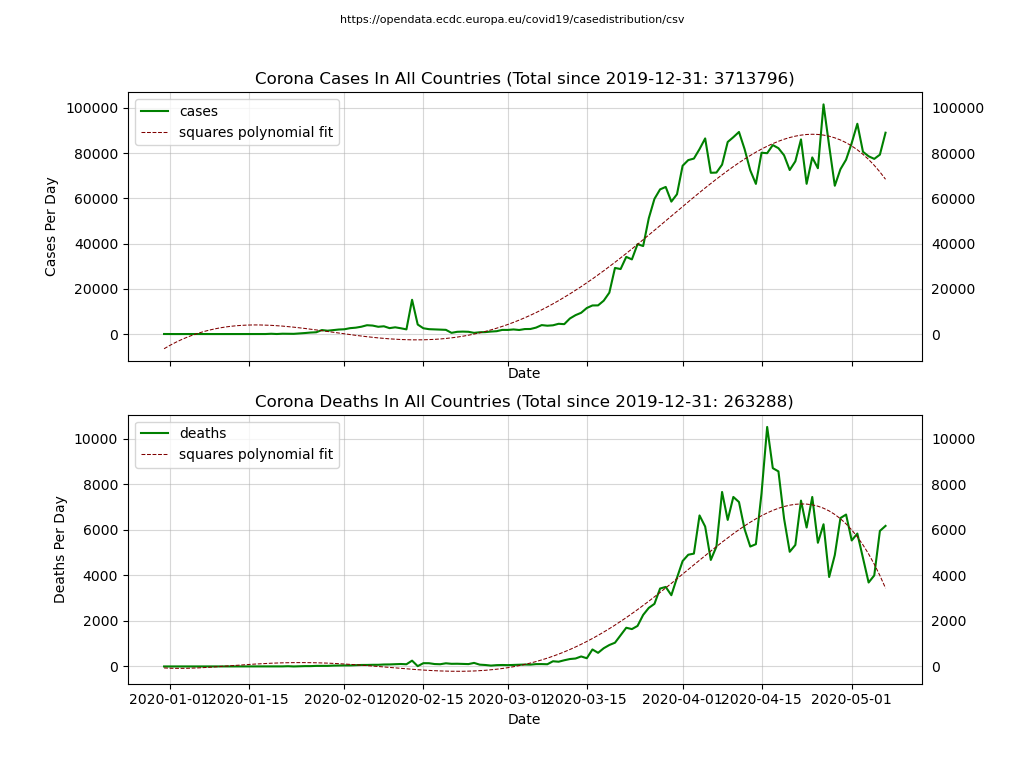 https://opendata.ecdc.europa.eu/covid19/casedistribution/csv
Corona Cases In All Countries (Total since 2019-12-31: 3713796)
cases
squares polynomial fit
Cases Per Day
100000
80000
60000
40000
20000
0
100000
80000
60000
40000
20000
0
Date
Corona Deaths In All Countries (Total since 2019-12-31: 263288)
deaths
squares polynomial fit
Deaths Per Day
10000
8000
6000
4000
2000
0
10000
8000
6000
4000
2000
0
2020-01-01 2020-01-15 2020-02-01 2020-02-15 2020-03-01 2020-03-15 2020-04-01 2020-04-15 2020-05-01
Date